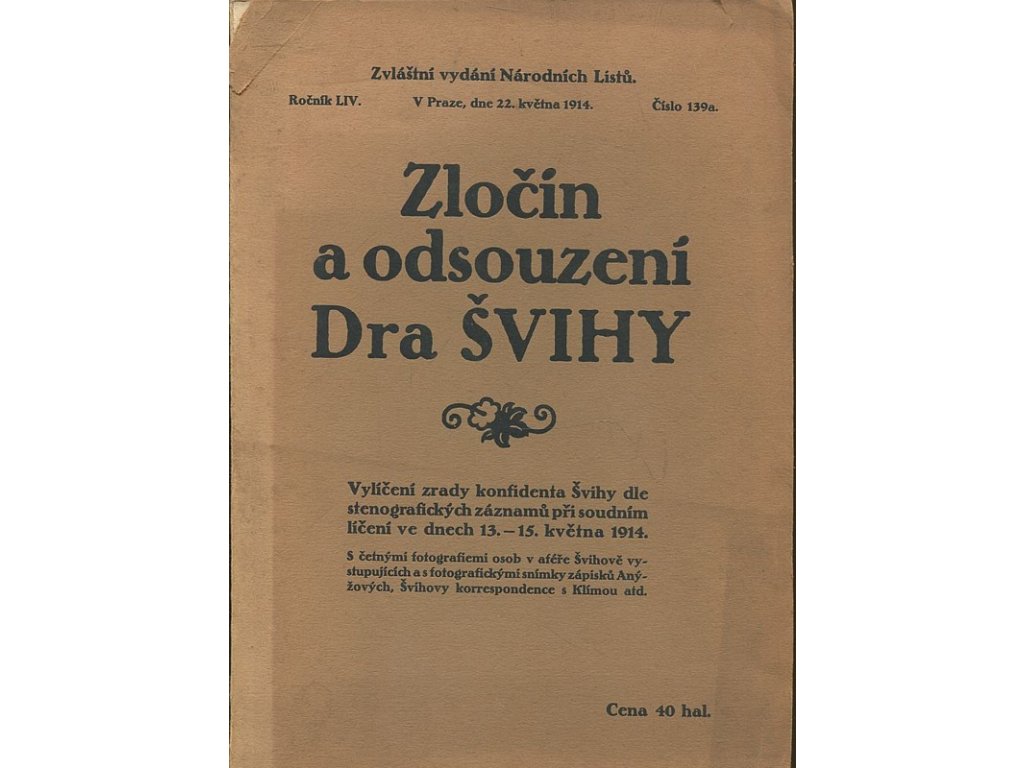 Zvláštní vydání Národních Listů.
Ročník LIV. V Praze, dne 22. května 1914. Číslo 139a.
Zločin
a odsouzení
Dra ŠVIHY
Vylíčení zrady konfidenta Švihy dle
stenografických záznamů při soudním
líčení ve dnech 13.–15. května 1914.
S četnými fotografiemi osob v aféře Švihově vy-
stupujících a s fotografickými snímky zápisků Aný-
žových, Švihovy korrespondence s Klímou atd.
Cena 40 hal.